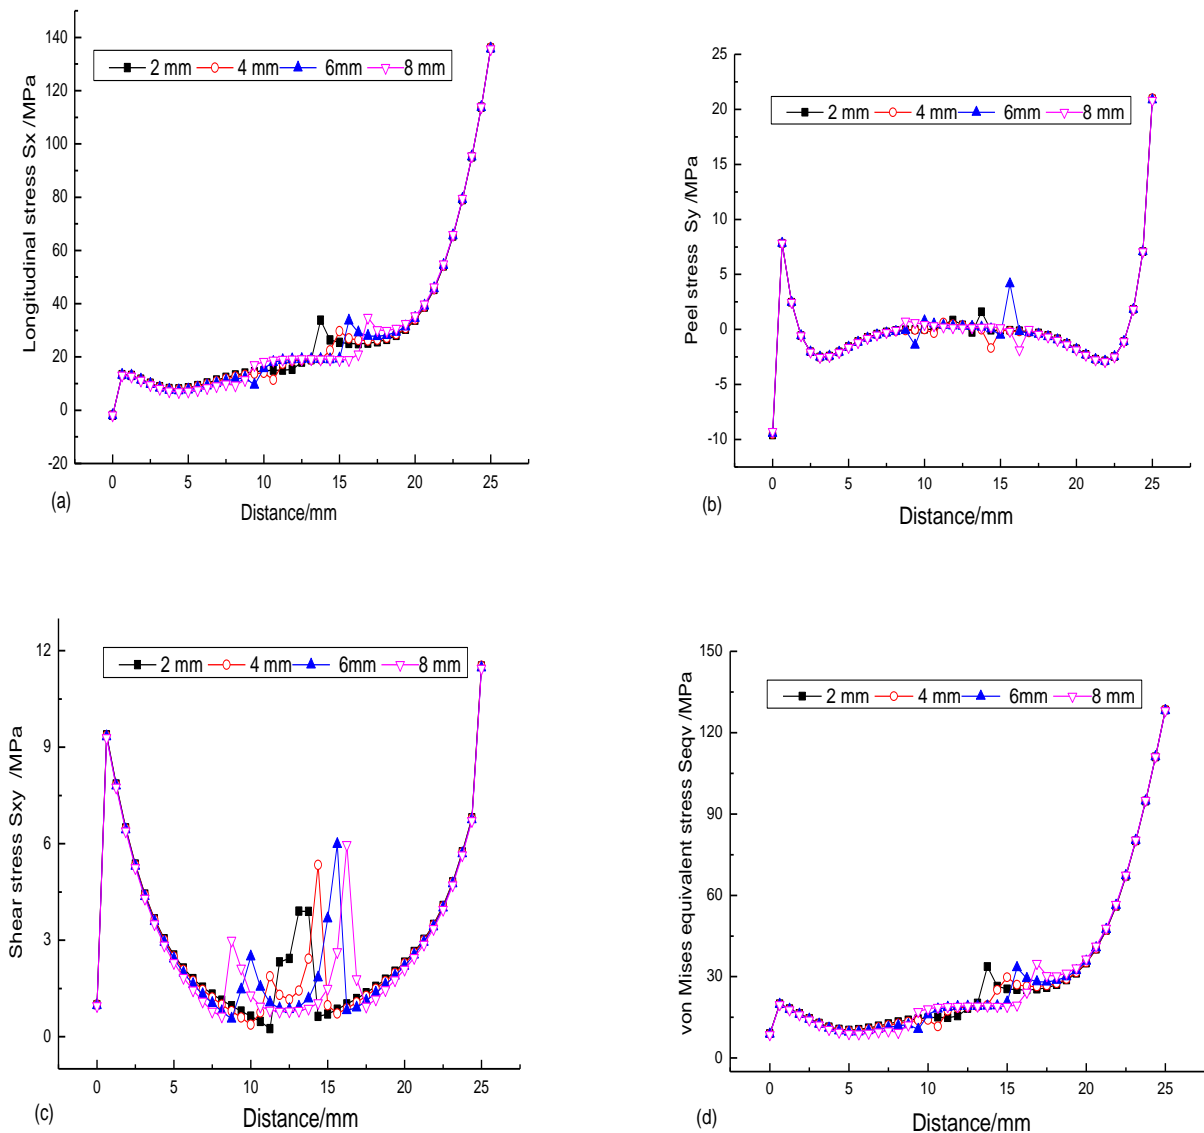 140
120
100
80
60
40
20
0
-20
Longitudinal stress Sx /MPa
2 mm 4 mm 6mm 8 mm
0 5 10 15 20 25
Distance/mm
(a)
25
20
15
10
5
0
-5
-10
Peel stress Sy /MPa
2 mm 4 mm 6mm 8 mm
0 5 10 15 20 25
Distance/mm
(b)
12
9
6
3
0
Shear stress Sxy /MPa
2 mm 4 mm 6mm 8 mm
0 5 10 15 20 25
Distance/mm
(c)
150
120
90
60
30
0
von Mises equivalent stress Seqv /MPa
2 mm 4 mm 6mm 8 mm
0 5 10 15 20 25
Distance/mm
(d)